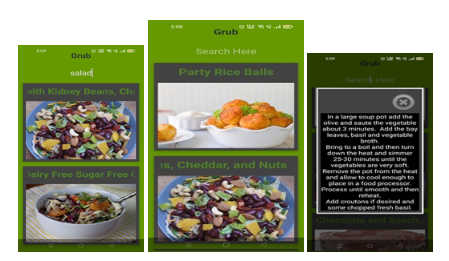 Grub
salad
with Kidney Beans, Ch
airy Free Sugar Free
Grub
Search Here
Party Rice Balls
s, Cheddar, and Nuts
Grub
Search Here
In a large soup pot add the
olive and saute the vegetable
about 3 minutes. Add the bay
leaves, basil and vegetable
broth.
Bring to a boil and then turn
down the heat and simmer
25-30 minutes until the
vegetables are very soft.
Remove the pot from the heat
and allow to cool enough to
place in a food processor.
Process until smooth and then
reheat.
Add croutons if desired and
some chopped fresh basil.
Chocolate and